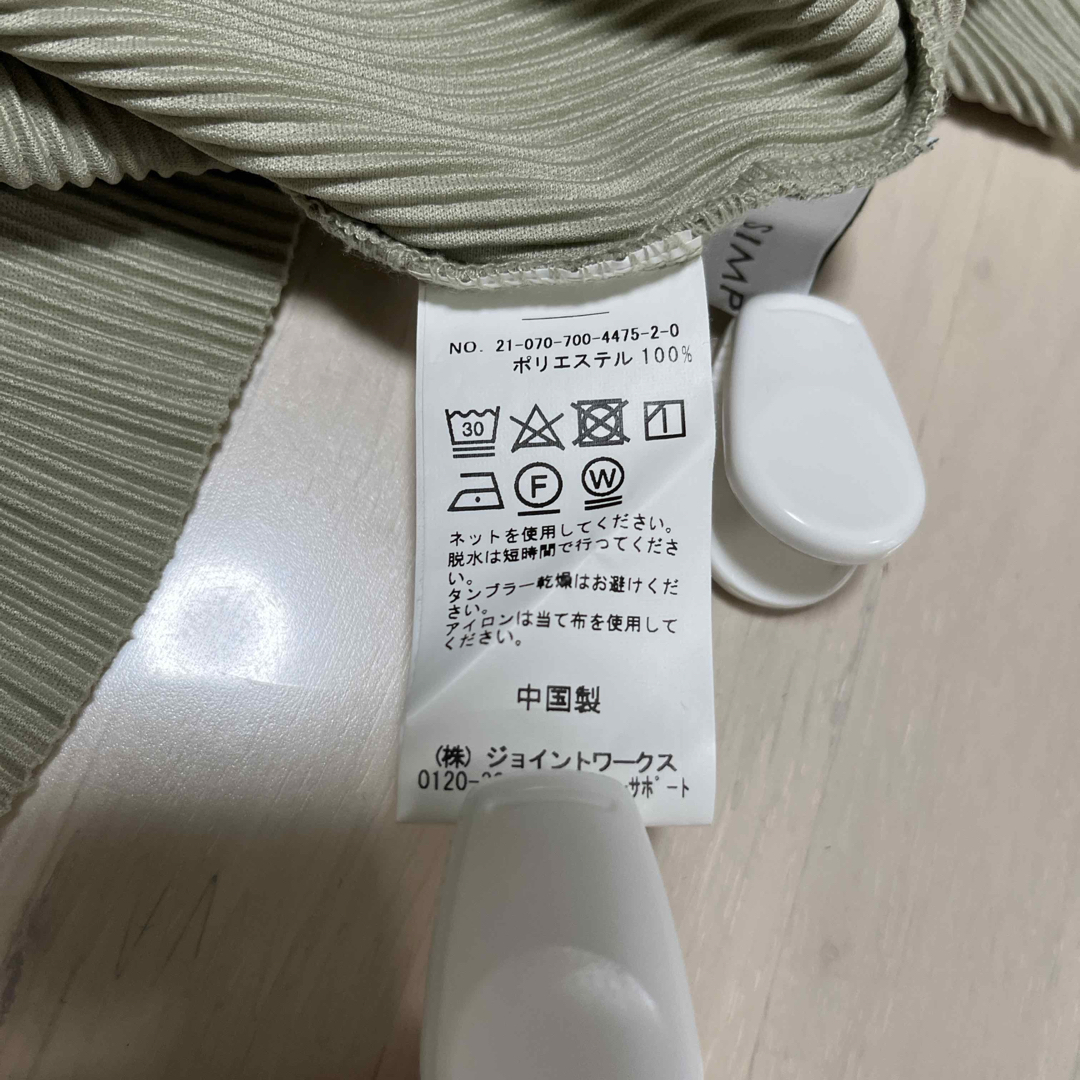 SIMP
NO. 21-070-700-4475-2-0
ポリエステル 100%
30
F
W
ネットを使用してください。
脱水は短時間で行つてくださ
い。
タンブラー乾燥はお避けくだ
さい。
アイロンは当て布を使用して
ください。
中国製
(株) ジョイントワークス
0120- サポート